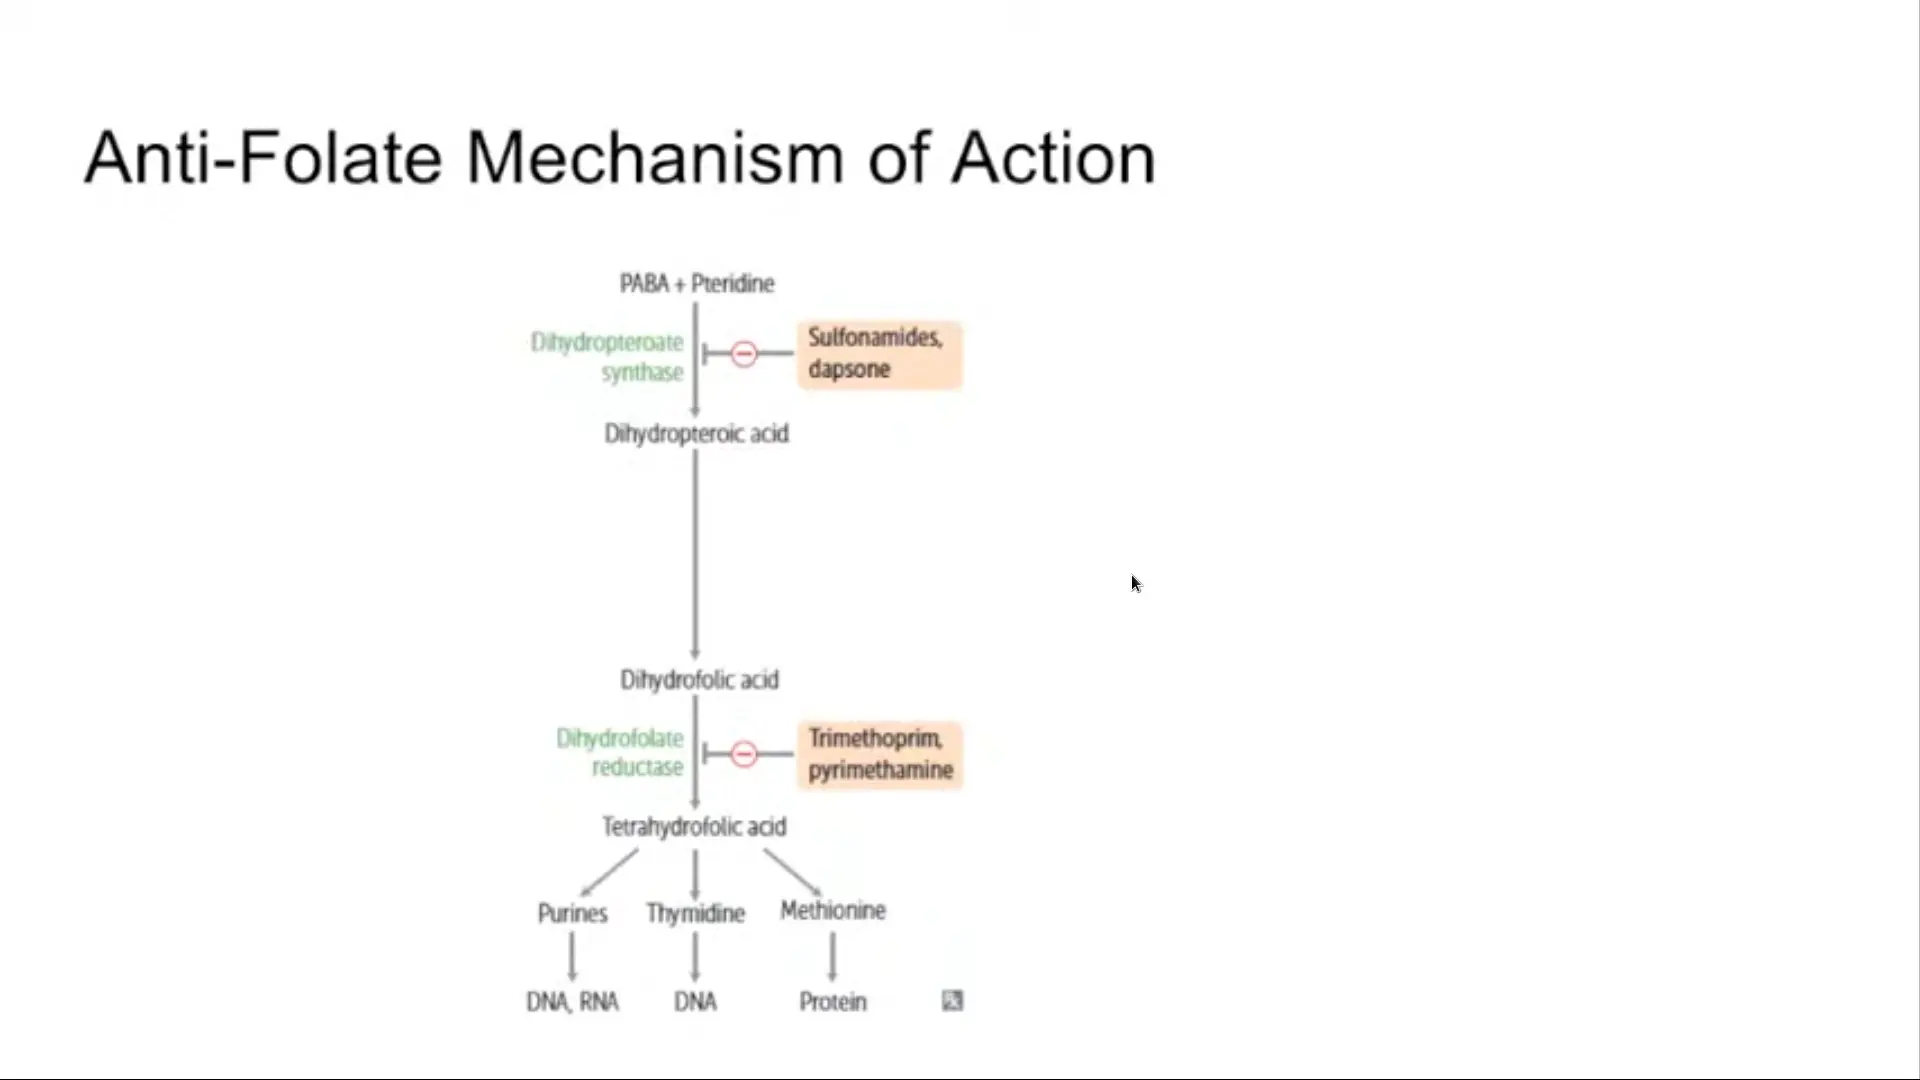 Anti-Folate Mechanism of Action
PABA + Pteridine
Dihydropteroate
synthase
Sulfonamides,
dapsone
Dihydropteroic acid
Dihydrofolic acid
Dihydrofolate
reductase
Trimethoprim,
pyrimethamine
Tetrahydrofolic acid
Purines Thymidine Methionine
DNA, RNA DNA Protein